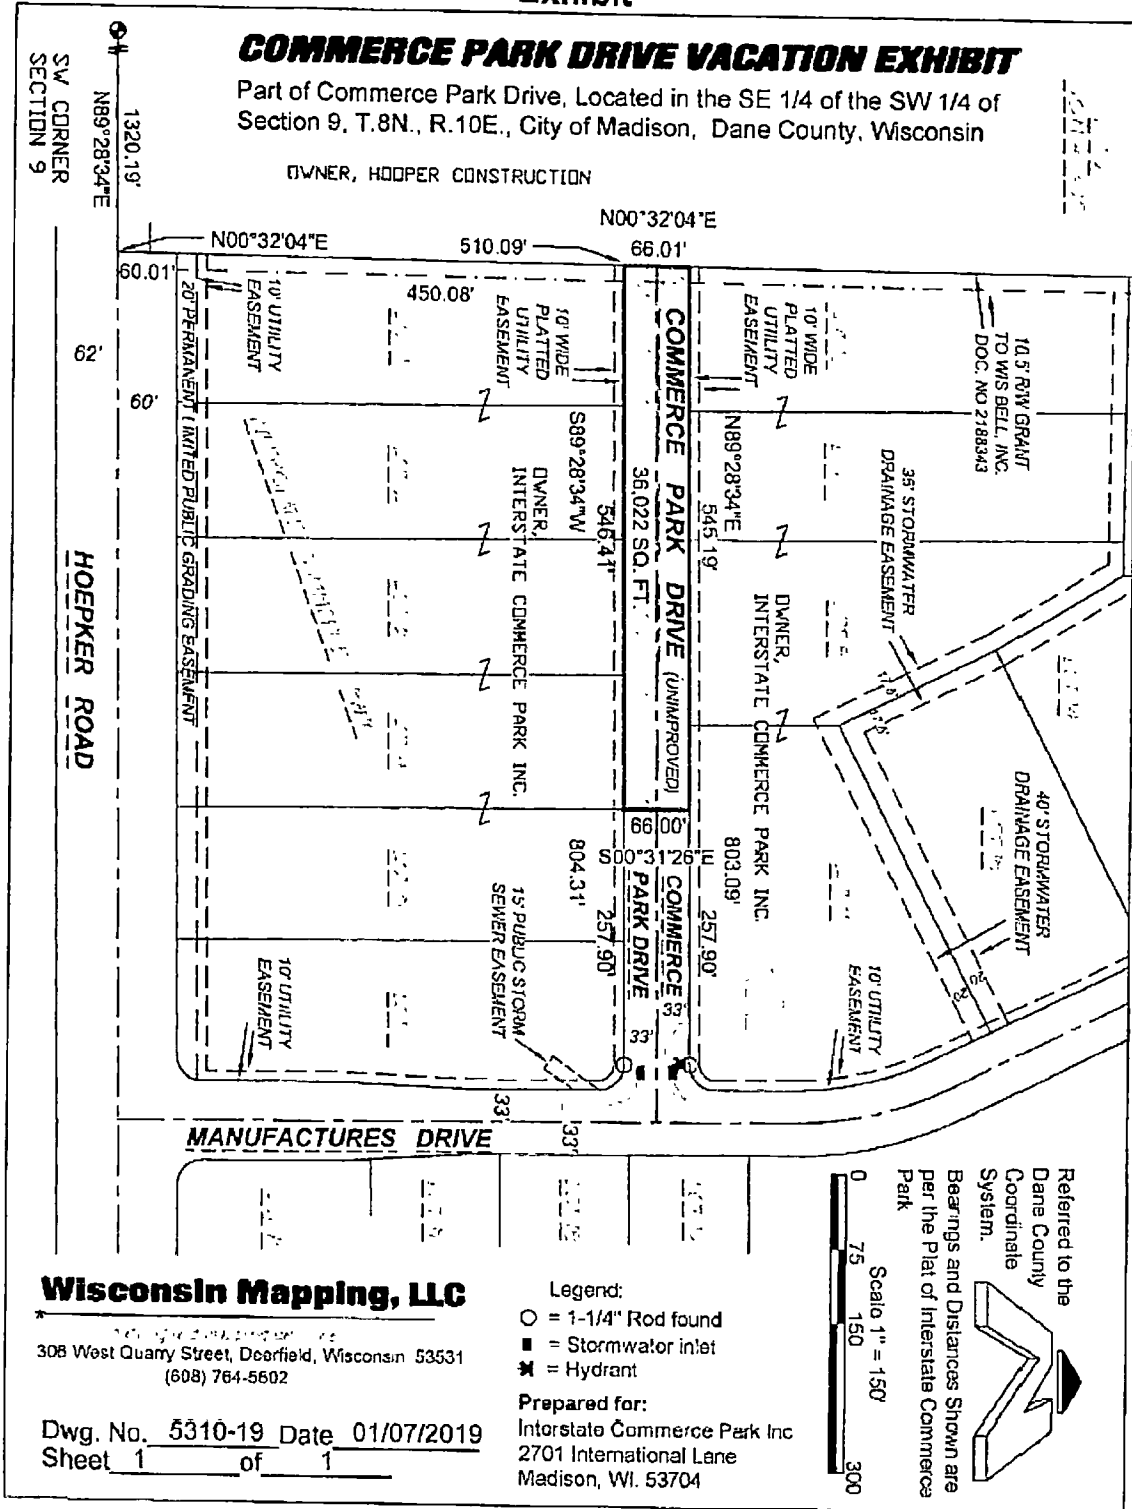 Exhibit
COMMERCE PARK DRIVE VACATION EXHIBIT
Part of Commerce Park Drive, Located in the SE 1/4 of the SW 1/4 of
Section 9, T.8N., R.10E., City of Madison, Dane County, Wisconsin
OWNER, HOOPER CONSTRUCTION
SW CORNER
SECTION 9
1320.19'
N89°28'34"E
N00°32'04"E
510.09'
N00°32'04"E
66.01'
60.01'
450.08'
62'
60'
10' UTILITY
EASEMENT
20' PERMANENT LIMITED PUBLIC GRADING EASEMENT
10' WIDE
PLATTED
UTILITY
EASEMENT
10' WIDE
PLATTED
UTILITY
EASEMENT
10.5' R/W GRANT
TO WIS BELL, INC.
DOC. NO 2188343
COMMERCE PARK DRIVE (UNIMPROVED)
36,022 SQ. FT.
S89°28'34"W
546.41'
N89°28'34"E
545.19'
OWNER,
INTERSTATE COMMERCE PARK INC.
OWNER,
INTERSTATE COMMERCE PARK INC.
35' STORMWATER
DRAINAGE EASEMENT
17.5'
17.5'
40' STORMWATER
DRAINAGE EASEMENT
20'
20'
HOEPKER ROAD
66.00'
S00°31'26"E
804.31'
803.09'
257.90'
257.90'
COMMERCE
PARK DRIVE
33'
33'
15' PUBLIC STORM
SEWER EASEMENT
10' UTILITY
EASEMENT
10' UTILITY
EASEMENT
33'
33'
MANUFACTURES DRIVE
Referred to the
Dane County
Coordinate
System.
Bearings and Distances Shown are
per the Plat of Interstate Commerce
Park
Scale 1" = 150'
0 75 150 300
Wisconsin Mapping, LLC
306 West Quarry Street, Deerfield, Wisconsin 53531
(608) 764-5602
Dwg. No. 5310-19 Date 01/07/2019
Sheet 1 of 1
Legend:
= 1-1/4" Rod found
= Stormwater inlet
= Hydrant
Prepared for:
Interstate Commerce Park Inc
2701 International Lane
Madison, WI. 53704